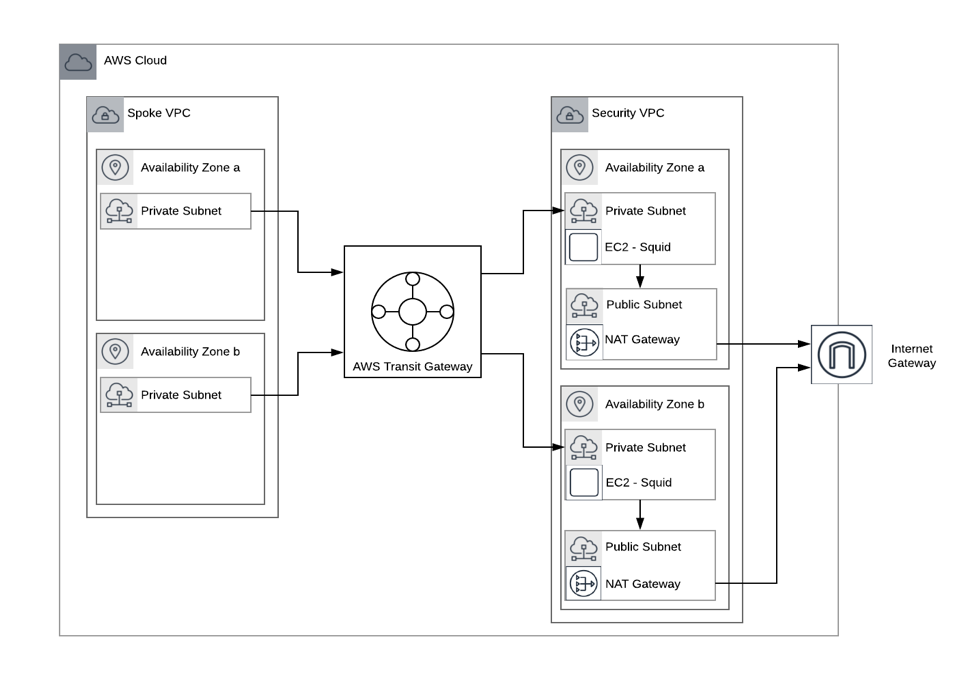 AWS Cloud
Spoke VPC
Availability Zone a
Private Subnet
Availability Zone b
Private Subnet
AWS Transit Gateway
Security VPC
Availability Zone a
Private Subnet
EC2 - Squid
Public Subnet
NAT Gateway
Availability Zone b
Private Subnet
EC2 - Squid
Public Subnet
NAT Gateway
Internet
Gateway